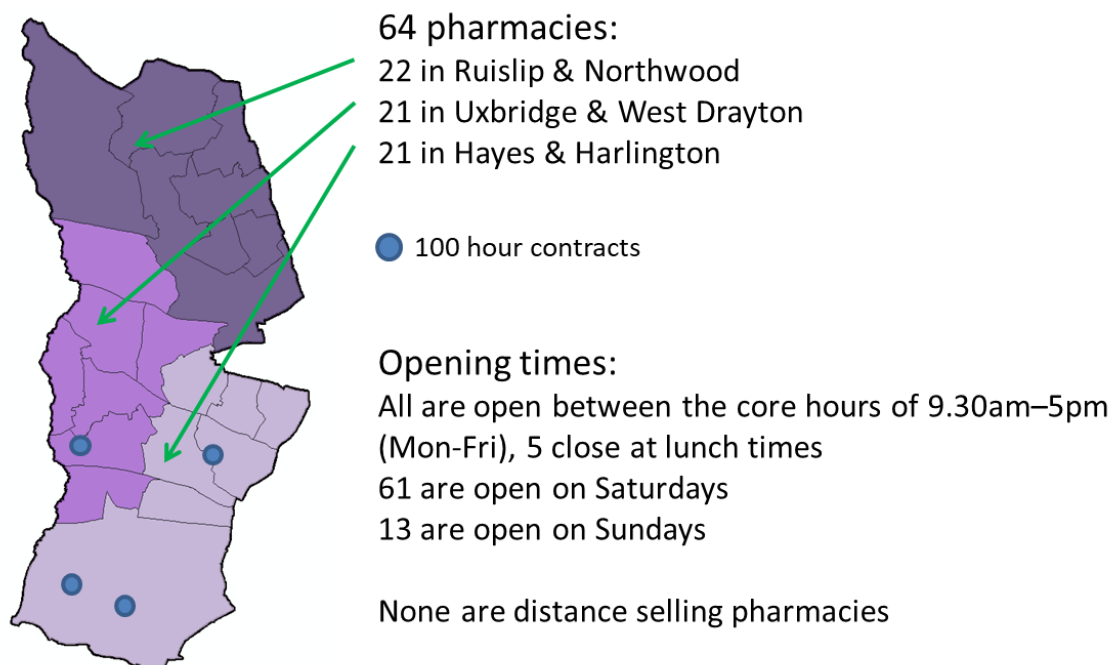 64 pharmacies:
22 in Ruislip & Northwood
21 in Uxbridge & West Drayton
21 in Hayes & Harlington
100 hour contracts
Opening times:
All are open between the core hours of 9.30am–5pm
(Mon-Fri), 5 close at lunch times
61 are open on Saturdays
13 are open on Sundays
None are distance selling pharmacies